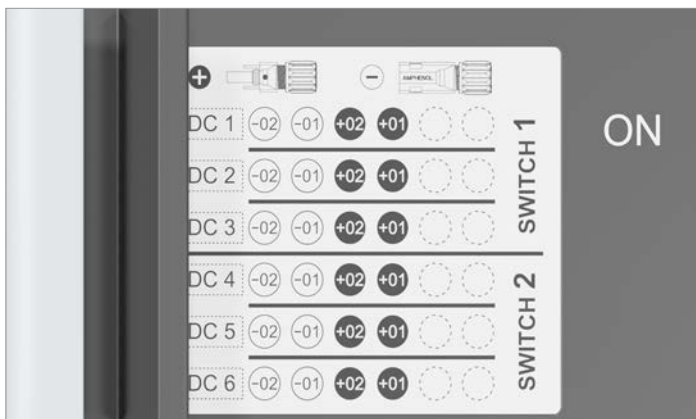 + − AMPHENOL
DC 1 -02 -01 +02 +01
DC 2 -02 -01 +02 +01
DC 3 -02 -01 +02 +01
SWITCH 1
DC 4 -02 -01 +02 +01
DC 5 -02 -01 +02 +01
DC 6 -02 -01 +02 +01
SWITCH 2
ON